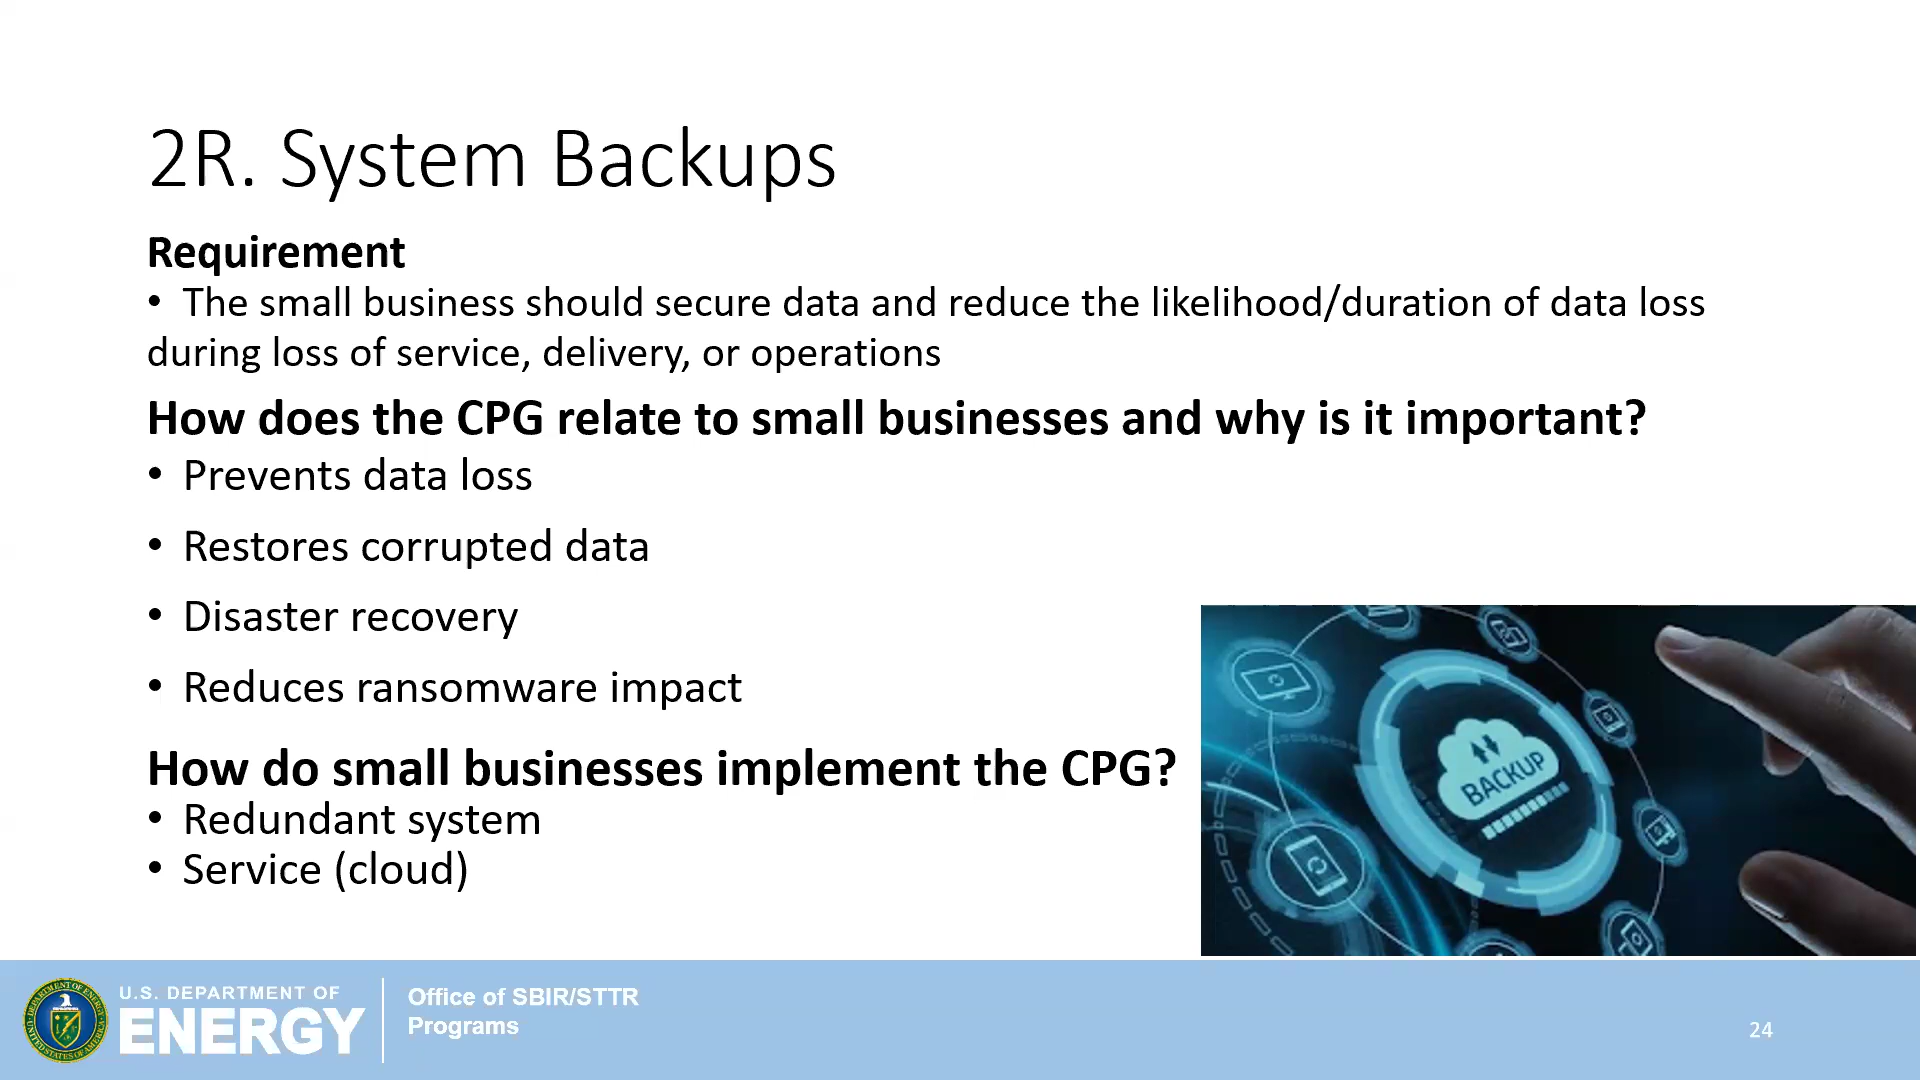 2R. System Backups
Requirement
• The small business should secure data and reduce the likelihood/duration of data loss
during loss of service, delivery, or operations
How does the CPG relate to small businesses and why is it important?
• Prevents data loss
• Restores corrupted data
• Disaster recovery
• Reduces ransomware impact
How do small businesses implement the CPG?
• Redundant system
• Service (cloud)
BACKUP
U.S. DEPARTMENT OF
ENERGY
Office of SBIR/STTR
Programs
24